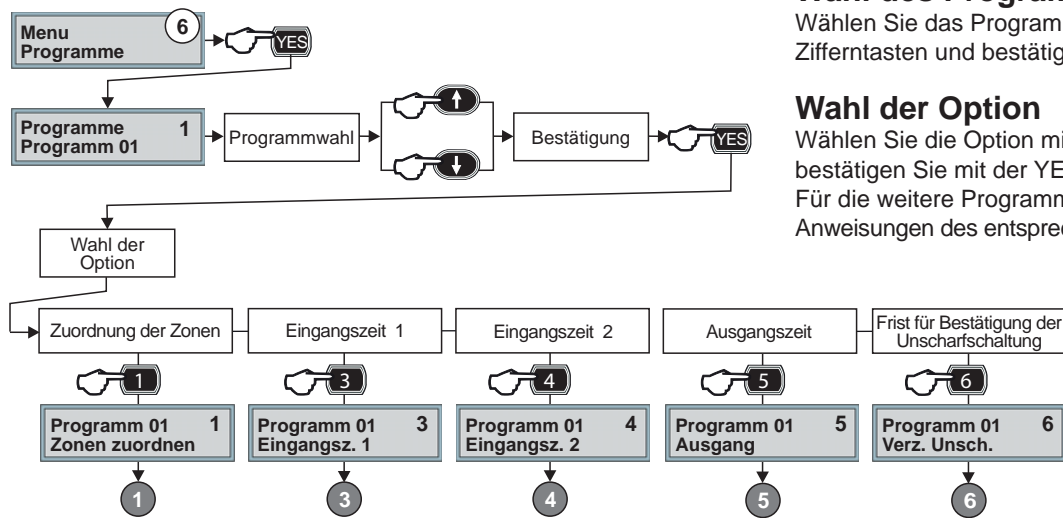 Wählen Sie das Program
Zifferntasten und bestätig
Wahl der Option
Wählen Sie die Option mi
bestätigen Sie mit der YE
Für die weitere Programm
Anweisungen des entsprec
Menu 6
Programme
YES
Programme 1
Programm 01
Programmwahl
Bestätigung
YES
Wahl der
Option
Zuordnung der Zonen
Eingangszeit 1
Eingangszeit 2
Ausgangszeit
Frist für Bestätigung der
Unscharfschaltung
1
3
4
5
6
Programm 01 1
Zonen zuordnen
Programm 01 3
Eingangsz. 1
Programm 01 4
Eingangsz. 2
Programm 01 5
Ausgang
Programm 01 6
Verz. Unsch.
1
3
4
5
6